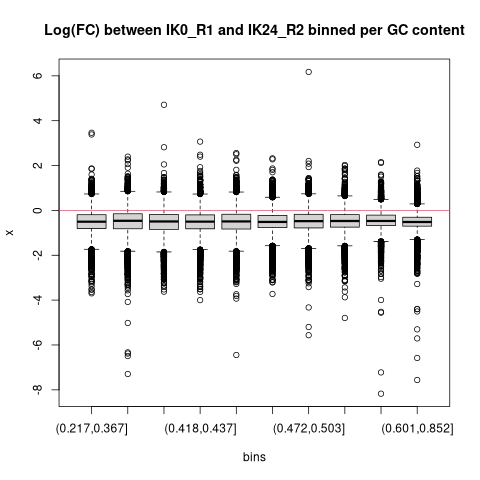 Log(FC) between IK0_R1 and IK24_R2 binned per GC content
6
4
2
0
-2
-4
-6
-8
x
(0.217,0.367] (0.418,0.437] (0.472,0.503] (0.601,0.852]
bins